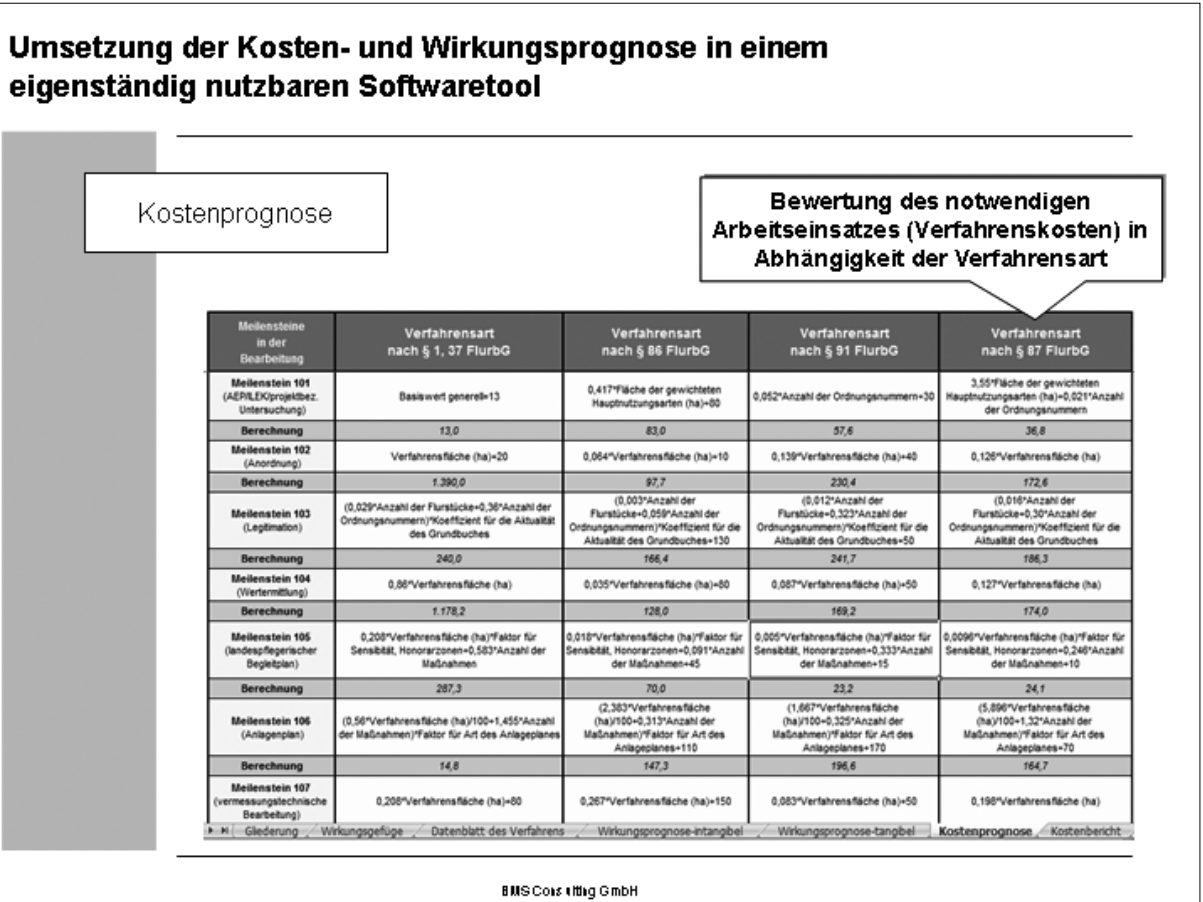 Umsetzung der Kosten- und Wirkungsprognose in einem
eigenständig nutzbaren Softwaretool
Kostenprognose
Bewertung des notwendigen
Arbeitseinsatzes (Verfahrenskosten) in
Abhängigkeit der Verfahrensart
Meilensteine
in der
Bearbeitung
Verfahrensart
nach § 1, 37 FlurbG
Verfahrensart
nach § 86 FlurbG
Verfahrensart
nach § 91 FlurbG
Verfahrensart
nach § 87 FlurbG
Meilenstein 101
(AEP/ILEK/projektbez.
Untersuchung)
Basiswert generell=13
0,417*Fläche der gewichteten
Hauptnutzungsarten (ha)+80
0,052*Anzahl der Ordnungsnummern+30
3,55*Fläche der gewichteten
Hauptnutzungsarten (ha)+0,021*Anzahl
der Ordnungsnummern
Berechnung 13,0 83,0 57,6 36,8
Meilenstein 102
(Anordnung)
Verfahrensfläche (ha)+20
0,064*Verfahrensfläche (ha)+10
0,139*Verfahrensfläche (ha)+40
0,126*Verfahrensfläche (ha)
Berechnung 1.390,0 97,7 230,4 172,6
Meilenstein 103
(Legitimation)
(0,029*Anzahl der Flurstücke+0,36*Anzahl der
Ordnungsnummern)*Koeffizient für die Aktualität
des Grundbuches
(0,003*Anzahl der
Flurstücke+0,059*Anzahl der
Ordnungsnummern)*Koeffizient für die
Aktualität des Grundbuches+130
(0,012*Anzahl der
Flurstücke+0,323*Anzahl der
Ordnungsnummern)*Koeffizient für die
Aktualität des Grundbuches+50
(0,016*Anzahl der
Flurstücke+0,30*Anzahl der
Ordnungsnummern)*Koeffizient für die
Aktualität des Grundbuches
Berechnung 240,0 166,4 241,7 186,3
Meilenstein 104
(Wertermittlung)
0,86*Verfahrensfläche (ha)
0,035*Verfahrensfläche (ha)+80
0,087*Verfahrensfläche (ha)+50
0,127*Verfahrensfläche (ha)
Berechnung 1.178,2 128,0 169,2 174,0
Meilenstein 105
(landespflegerischer
Begleitplan)
0,208*Verfahrensfläche (ha)*Faktor für
Sensibität, Honorarzonen+0,583*Anzahl der
Maßnahmen
0,018*Verfahrensfläche (ha)*Faktor für
Sensibität, Honorarzonen+0,091*Anzahl
der Maßnahmen+45
0,005*Verfahrensfläche (ha)*Faktor für
Sensibität, Honorarzonen+0,333*Anzahl
der Maßnahmen+15
0,0096*Verfahrensfläche (ha)*Faktor für
Sensibität, Honorarzonen+0,246*Anzahl
der Maßnahmen+10
Berechnung 287,3 70,0 23,2 24,1
Meilenstein 106
(Anlagenplan)
(0,56*Verfahrensfläche (ha)/100+1,455*Anzahl
der Maßnahmen)*Faktor für Art des Anlageplanes
(2,383*Verfahrensfläche
(ha)/100+0,313*Anzahl der
Maßnahmen)*Faktor für Art des
Anlageplanes+110
(1,667*Verfahrensfläche
(ha)/100+0,325*Anzahl der
Maßnahmen)*Faktor für Art des
Anlageplanes+170
(5,896*Verfahrensfläche
(ha)/100+1,32*Anzahl der
Maßnahmen)*Faktor für Art des
Anlageplanes+70
Berechnung 14,8 147,3 196,6 164,7
Meilenstein 107
(vermessungstechnische
Bearbeitung)
0,208*Verfahrensfläche (ha)+80
0,267*Verfahrensfläche (ha)+150
0,083*Verfahrensfläche (ha)+50
0,198*Verfahrensfläche (ha)
Gliederung Wirkungsgefüge Datenblatt des Verfahrens Wirkungsprognose-intangibel Wirkungsprognose-tangibel Kostenprognose Kostenbericht
BMS Consulting GmbH